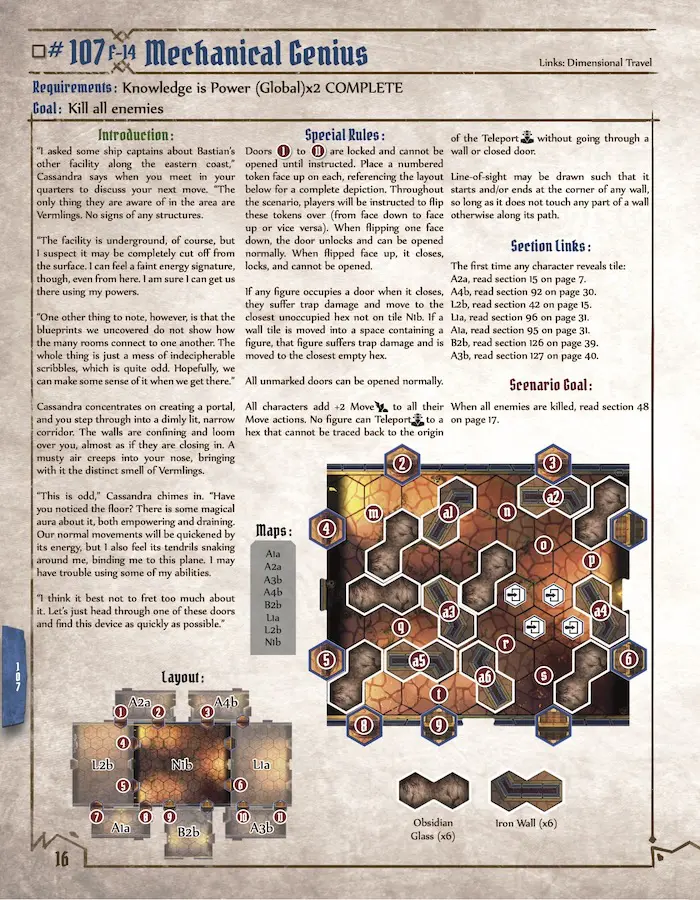 # 107 F-14 Mechanical Genius
Links: Dimensional Travel
Requirements: Knowledge is Power (Global)x2 COMPLETE
Goal: Kill all enemies
Introduction:
"I asked some ship captains about Bastian's
other facility along the eastern coast,"
Cassandra says when you meet in your
quarters to discuss your next move. "The
only thing they are aware of in the area are
Vermlings. No signs of any structures.
"The facility is underground, of course, but
I suspect it may be completely cut off from
the surface. I can feel a faint energy signature,
though, even from here. I am sure I can get us
there using my powers.
"One other thing to note, however, is that the
blueprints we uncovered do not show how
the many rooms connect to one another. The
whole thing is just a mess of indecipherable
scribbles, which is quite odd. Hopefully, we
can make some sense of it when we get there."
Cassandra concentrates on creating a portal,
and you step through into a dimly lit, narrow
corridor. The walls are confining and loom
over you, almost as if they are closing in. A
musty air creeps into your nose, bringing
with it the distinct smell of Vermlings.
"This is odd," Cassandra chimes in. "Have
you noticed the floor? There is some magical
aura about it, both empowering and draining.
Our normal movements will be quickened by
its energy, but I also feel its tendrils snaking
around me, binding me to this plane. I may
have trouble using some of my abilities.
"I think it best not to fret too much about
it. Let's just head through one of these doors
and find this device as quickly as possible."
Special Rules:
Doors 1 to 11 are locked and cannot be
opened until instructed. Place a numbered
token face up on each, referencing the layout
below for a complete depiction. Throughout
the scenario, players will be instructed to flip
these tokens over (from face down to face
up or vice versa). When flipping one face
down, the door unlocks and can be opened
normally. When flipped face up, it closes,
locks, and cannot be opened.
If any figure occupies a door when it closes,
they suffer trap damage and move to the
closest unoccupied hex not on tile N1b. If a
wall tile is moved into a space containing a
figure, that figure suffers trap damage and is
moved to the closest empty hex.
All unmarked doors can be opened normally.
All characters add +2 Move to all their
Move actions. No figure can Teleport to a
hex that cannot be traced back to the origin
of the Teleport without going through a
wall or closed door.
Line-of-sight may be drawn such that it
starts and/or ends at the corner of any wall,
so long as it does not touch any part of a wall
otherwise along its path.
Section Links:
The first time any character reveals tile:
A2a, read section 15 on page 7.
A4b, read section 92 on page 30.
L2b, read section 42 on page 15.
L1a, read section 96 on page 31.
A1a, read section 95 on page 31.
B2b, read section 126 on page 39.
A3b, read section 127 on page 40.
Scenario Goal:
When all enemies are killed, read section 48
on page 17.
Maps:
A1a
A2a
A3b
A4b
B2b
L1a
L2b
N1b
2 3
a2
m a1 n
4
o
p
a3 a4
q
r
5 a5 6
a6 s
t
8 9
Obsidian
Glass (x6)
Iron Wall (x6)
Layout:
A2a A4b
1 2 3
4
L2b N1b L1a
5 6
7 8 9 10 11
A1a B2b A3b
107
16